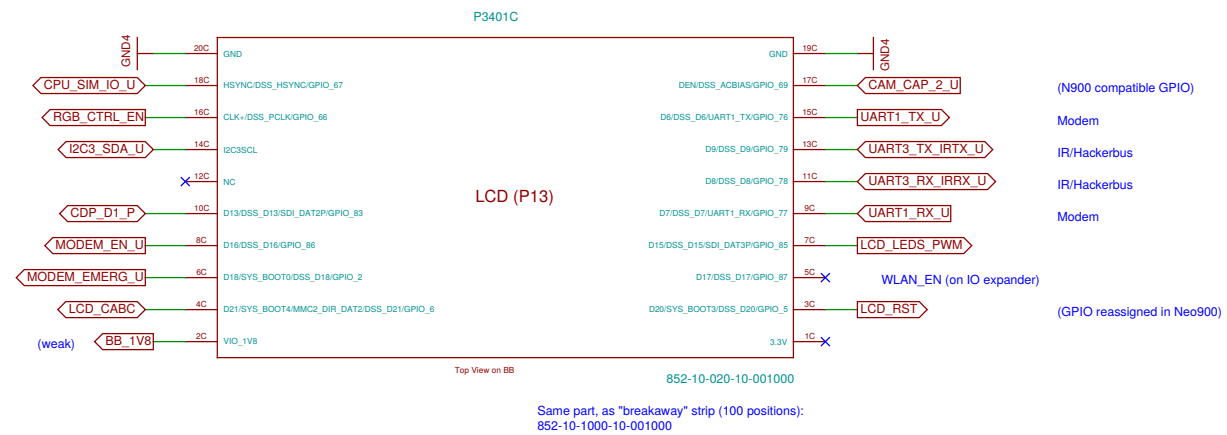 P3401C
GND4 20C GND GND 19C GND4
CPU_SIM_IO_U 18C HSYNC/DSS_HSYNC/GPIO_67 DEN/DSS_ACBIAS/GPIO_69 17C CAM_CAP_2_U (N900 compatible GPIO)
RGB_CTRL_EN 16C CLK+/DSS_PCLK/GPIO_66 D6/DSS_D6/UART1_TX/GPIO_76 15C UART1_TX_U Modem
I2C3_SDA_U 14C I2C3SCL D9/DSS_D9/GPIO_79 13C UART3_TX_IRTX_U IR/Hackerbus
12C NC D8/DSS_D8/GPIO_78 11C UART3_RX_IRRX_U IR/Hackerbus
LCD (P13)
CDP_D1_P 10C D13/DSS_D13/SDI_DAT2P/GPIO_83 D7/DSS_D7/UART1_RX/GPIO_77 9C UART1_RX_U Modem
MODEM_EN_U 8C D16/DSS_D16/GPIO_86 D15/DSS_D15/SDI_DAT3P/GPIO_85 7C LCD_LEDS_PWM
MODEM_EMERG_U 6C D18/SYS_BOOT0/DSS_D18/GPIO_2 D17/DSS_D17/GPIO_87 5C WLAN_EN (on IO expander)
LCD_CABC 4C D21/SYS_BOOT4/MMC2_DIR_DAT2/DSS_D21/GPIO_6 D20/SYS_BOOT3/DSS_D20/GPIO_5 3C LCD_RST (GPIO reassigned in Neo900)
(weak) BB_1V8 2C VIO_1V8 3.3V 1C
Top View on BB
852-10-020-10-001000
Same part, as "breakaway" strip (100 positions):
852-10-1000-10-001000